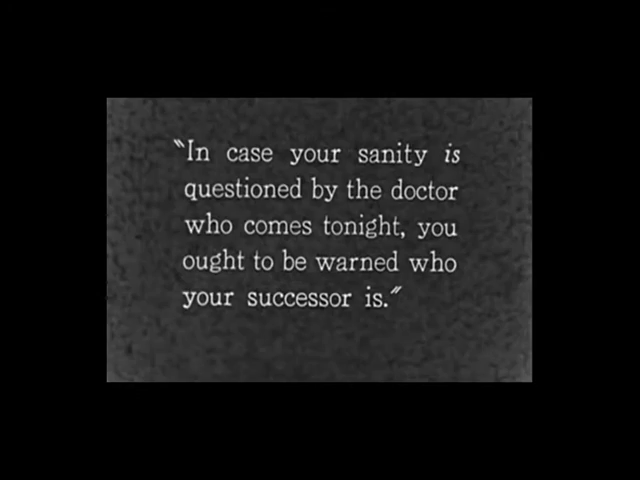 "In case your sanity is
questioned by the doctor
who comes tonight, you
ought to be warned who
your successor is."